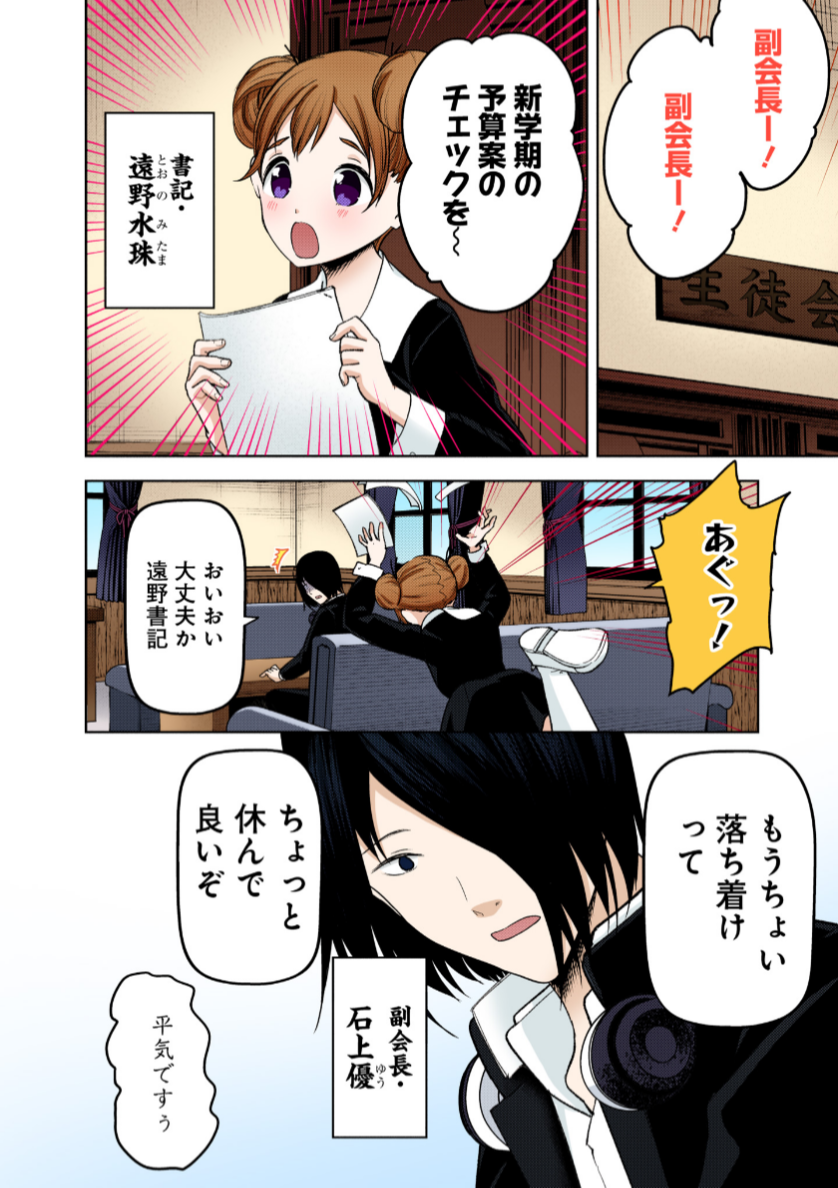 副会長ー！
副会長ー！
生徒会
新学期の
予算案の
チェックを〜
書記・
遠野水珠
とおのみたま
あぐっ！
おいおい
大丈夫か
遠野書記
もうちょい
落ち着け
って
ちょっと
休んで
良いぞ
副会長・
石上優
ゆう
平気ですぅ